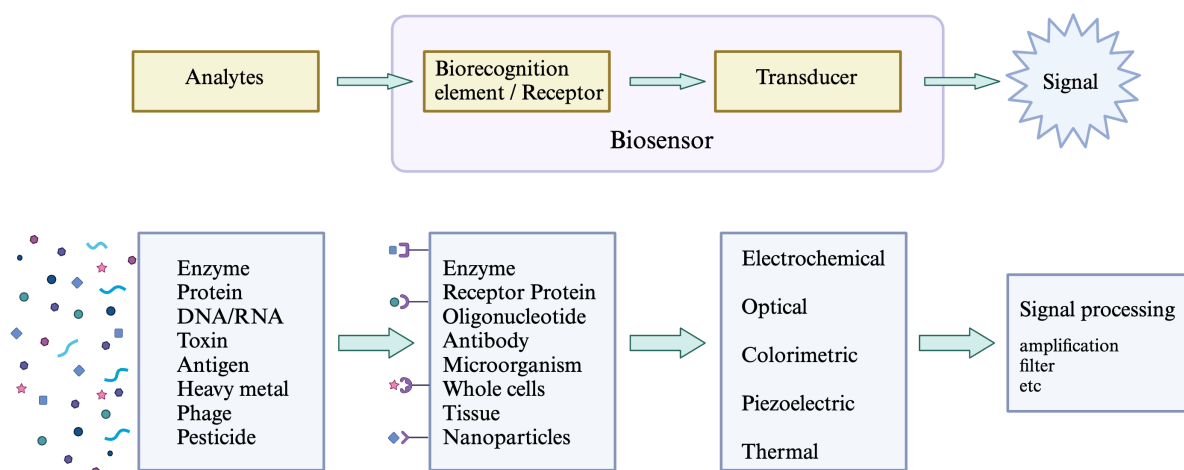 Analytes
Biorecognition
element / Receptor
Transducer
Signal
Biosensor
Enzyme
Protein
DNA/RNA
Toxin
Antigen
Heavy metal
Phage
Pesticide
Enzyme
Receptor Protein
Oligonucleotide
Antibody
Microorganism
Whole cells
Tissue
Nanoparticles
Electrochemical
Optical
Colorimetric
Piezoelectric
Thermal
Signal processing
amplification
filter
etc